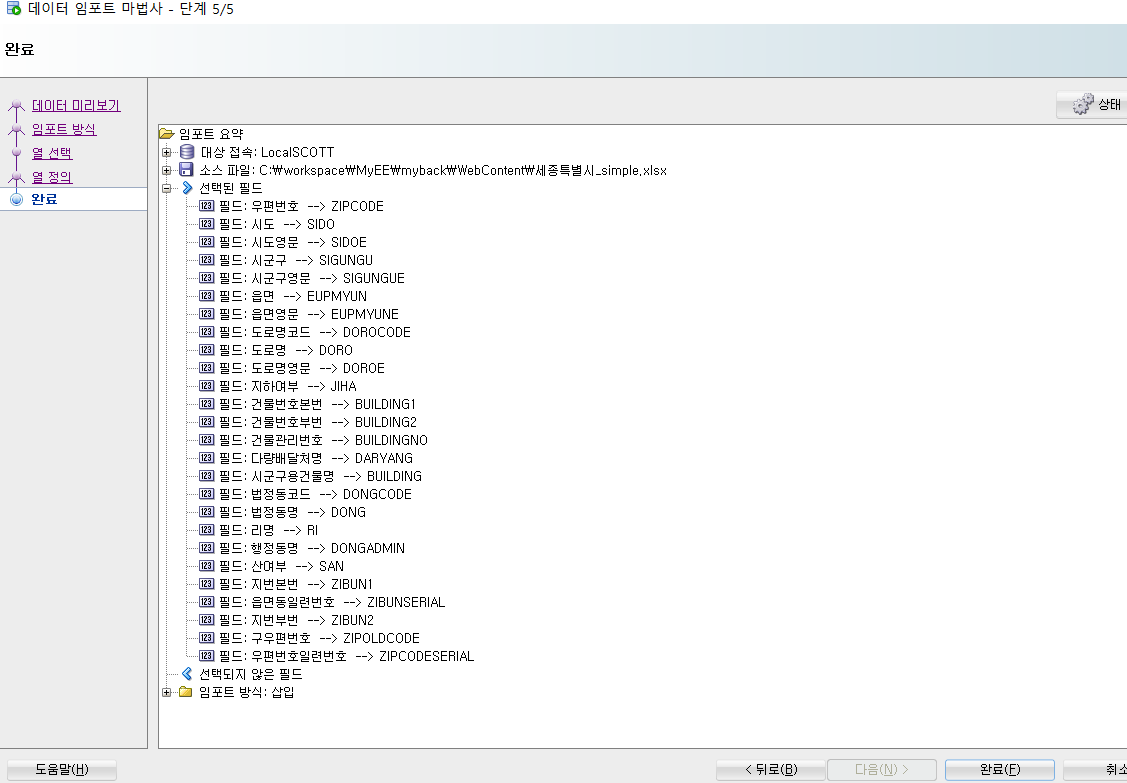 데이터 임포트 마법사 - 단계 5/5
완료
데이터 미리보기
임포트 방식
열 선택
열 정의
완료
상태
임포트 요약
대상 접속: LocalSCOTT
소스 파일: C:\workspace\MyEE\myback\WebContent\세종특별시_simple.xlsx
선택된 필드
필드: 우편번호 --> ZIPCODE
필드: 시도 --> SIDO
필드: 시도영문 --> SIDOE
필드: 시군구 --> SIGUNGU
필드: 시군구영문 --> SIGUNGUE
필드: 읍면 --> EUPMYUN
필드: 읍면영문 --> EUPMYUNE
필드: 도로명코드 --> DOROCODE
필드: 도로명 --> DORO
필드: 도로명영문 --> DOROE
필드: 지하여부 --> JIHA
필드: 건물번호본번 --> BUILDING1
필드: 건물번호부번 --> BUILDING2
필드: 건물관리번호 --> BUILDINGNO
필드: 다량배달처명 --> DARYANG
필드: 시군구용건물명 --> BUILDING
필드: 법정동코드 --> DONGCODE
필드: 법정동명 --> DONG
필드: 리명 --> RI
필드: 행정동명 --> DONGADMIN
필드: 산여부 --> SAN
필드: 지번본번 --> ZIBUN1
필드: 읍면동일련번호 --> ZIBUNSERIAL
필드: 지번부번 --> ZIBUN2
필드: 구우편번호 --> ZIPOLDCODE
필드: 우편번호일련번호 --> ZIPCODESERIAL
선택되지 않은 필드
임포트 방식: 삽입
도움말(H)
< 뒤로(B)
다음(N) >
완료(F)
취소